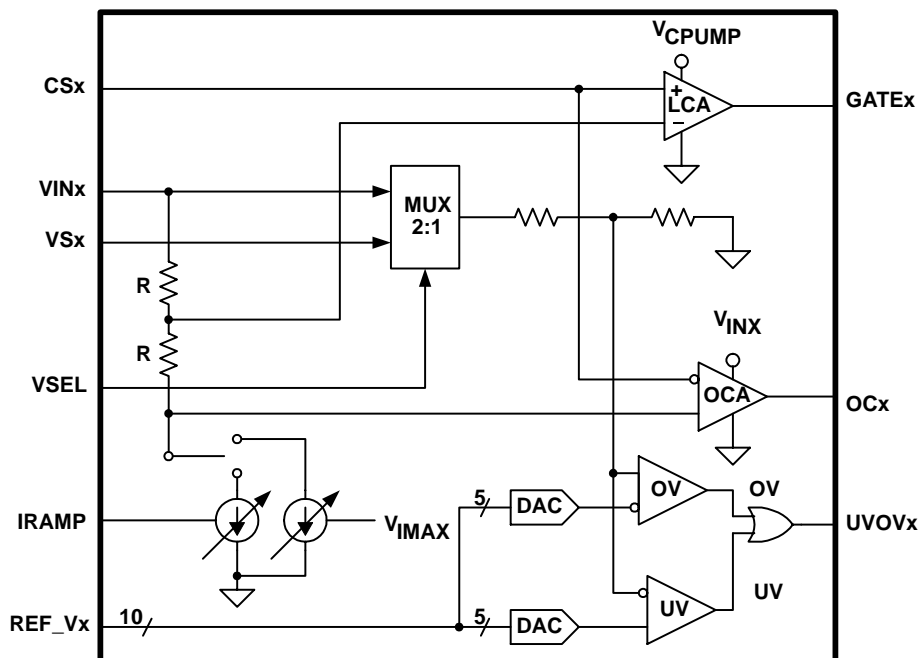 VCPUMP
CSx
+
LCA
−
GATEx
VINx
MUX
2:1
VSx
R
VINX
R
VSEL
OCA
OCx
OV
OV
5
DAC
IRAMP
VIMAX
UVOVx
UV
UV
REF_Vx
10
5
DAC